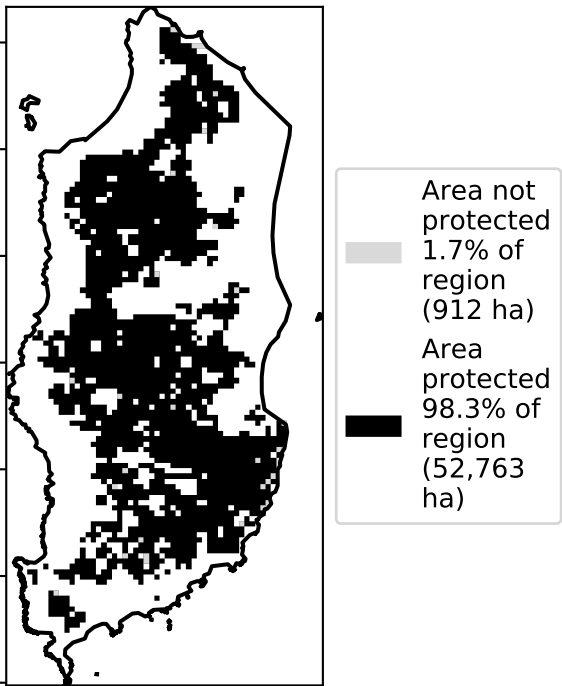 Area not
protected
1.7% of
region
(912 ha)
Area
protected
98.3% of
region
(52,763
ha)